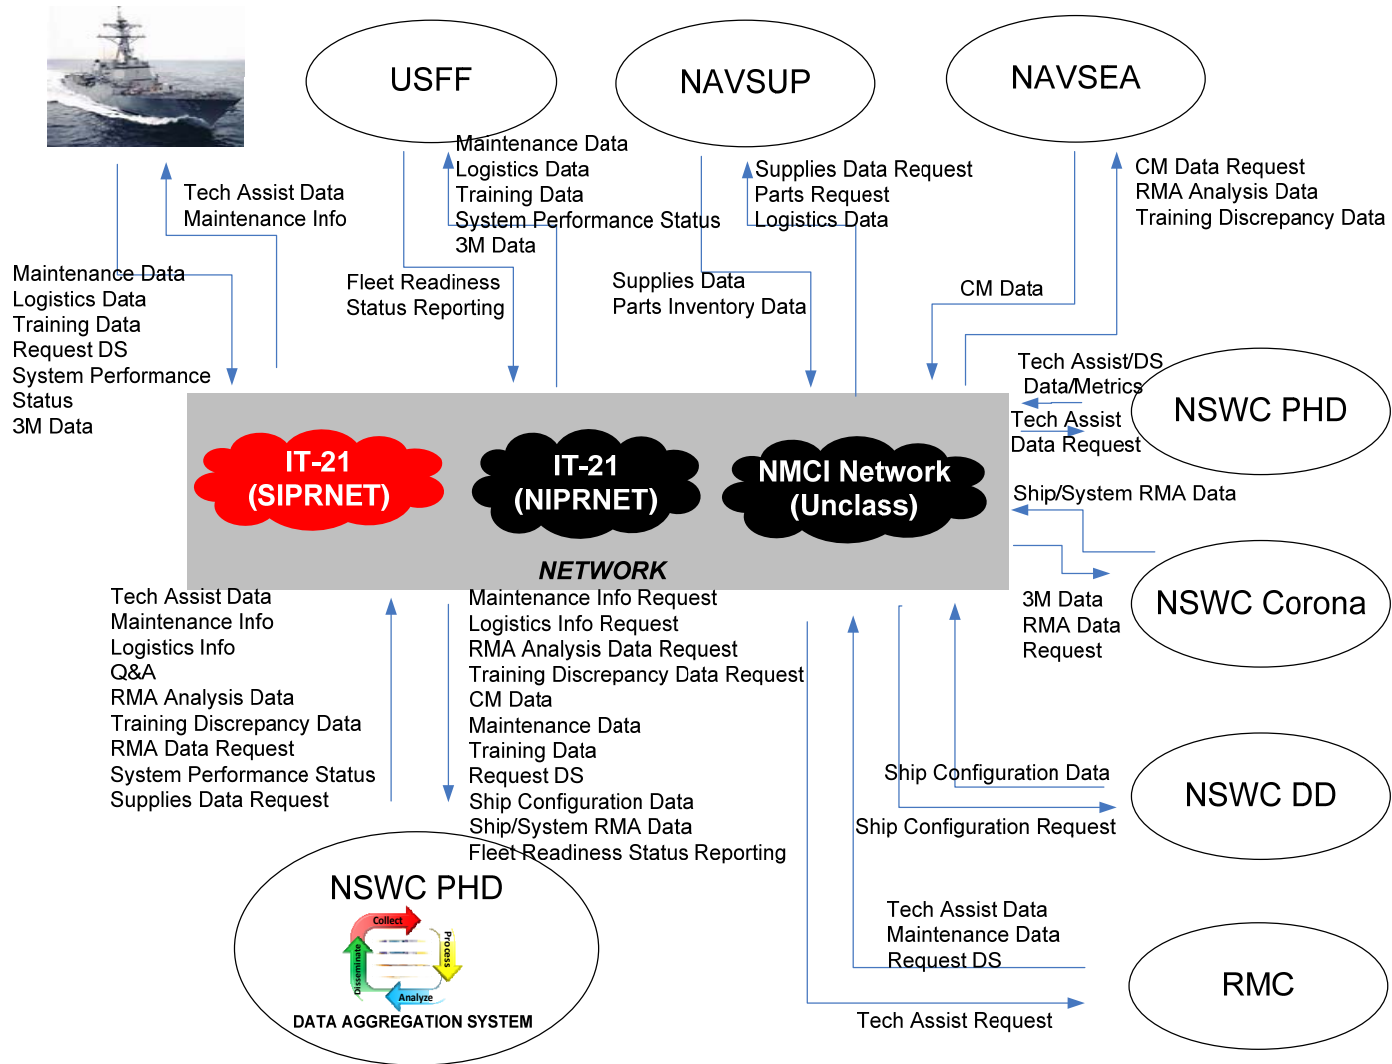 USFF
NAVSUP
NAVSEA
Tech Assist Data
Maintenance Info
Maintenance Data
Logistics Data
Training Data
System Performance Status
3M Data
Supplies Data Request
Parts Request
Logistics Data
CM Data Request
RMA Analysis Data
Training Discrepancy Data
Maintenance Data
Logistics Data
Training Data
Request DS
System Performance
Status
3M Data
Fleet Readiness
Status Reporting
Supplies Data
Parts Inventory Data
CM Data
Tech Assist/DS
Data/Metrics
Tech Assist
Data Request
NSWC PHD
IT-21
(SIPRNET)
IT-21
(NIPRNET)
NMCI Network
(Unclass)
NETWORK
Ship/System RMA Data
3M Data
RMA Data
Request
NSWC Corona
Tech Assist Data
Maintenance Info
Logistics Info
Q&A
RMA Analysis Data
Training Discrepancy Data
RMA Data Request
System Performance Status
Supplies Data Request
Maintenance Info Request
Logistics Info Request
RMA Analysis Data Request
Training Discrepancy Data Request
CM Data
Maintenance Data
Training Data
Request DS
Ship Configuration Data
Ship/System RMA Data
Fleet Readiness Status Reporting
Ship Configuration Data
Ship Configuration Request
NSWC DD
Tech Assist Data
Maintenance Data
Request DS
Tech Assist Request
RMC
NSWC PHD
Collect
Process
Analyze
Disseminate
DATA AGGREGATION SYSTEM